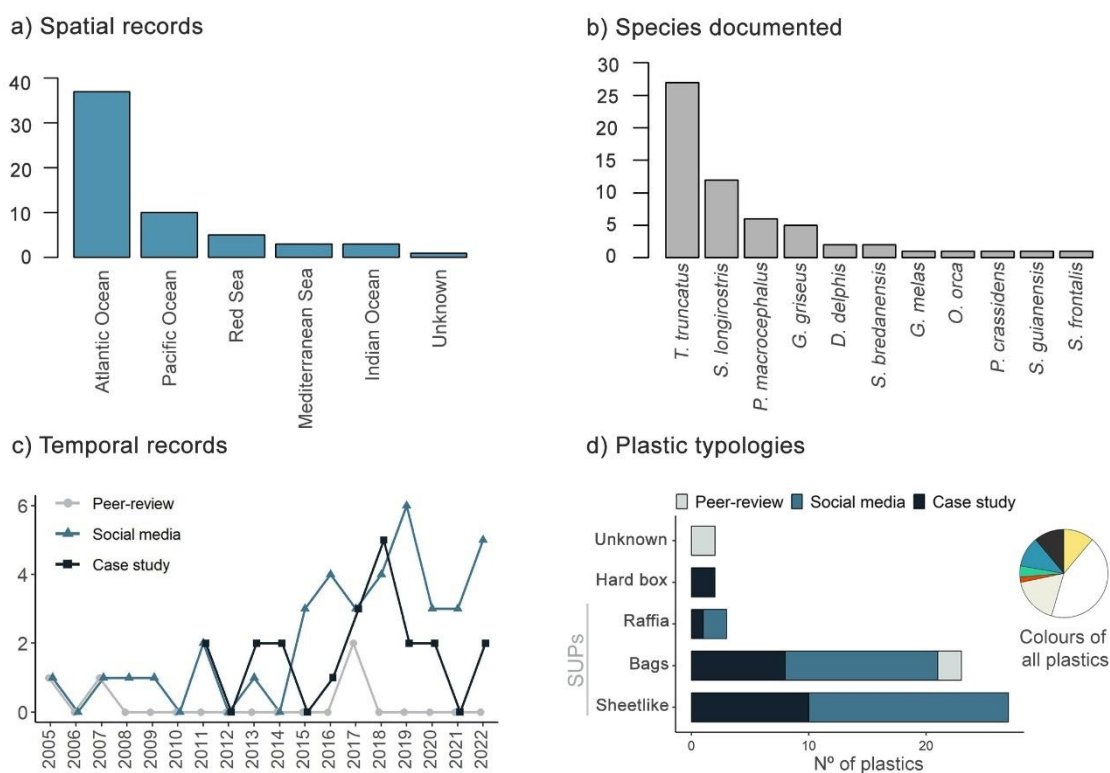 a) Spatial records
40
30
20
10
0
Atlantic Ocean
Pacific Ocean
Red Sea
Mediterranean Sea
Indian Ocean
Unknown
b) Species documented
30
25
20
15
10
5
0
T. truncatus
S. longirostris
P. macrocephalus
G. griseus
D. delphis
S. bredanensis
G. melas
O. orca
P. crassidens
S. guianensis
S. frontalis
c) Temporal records
Peer-review
Social media
Case study
6
4
2
0
2005
2006
2007
2008
2009
2010
2011
2012
2013
2014
2015
2016
2017
2018
2019
2020
2021
2022
d) Plastic typologies
Peer-review Social media Case study
Unknown
Hard box
Raffia
Bags
Sheetlike
SUPs
0 10 20
Nº of plastics
Colours of
all plastics